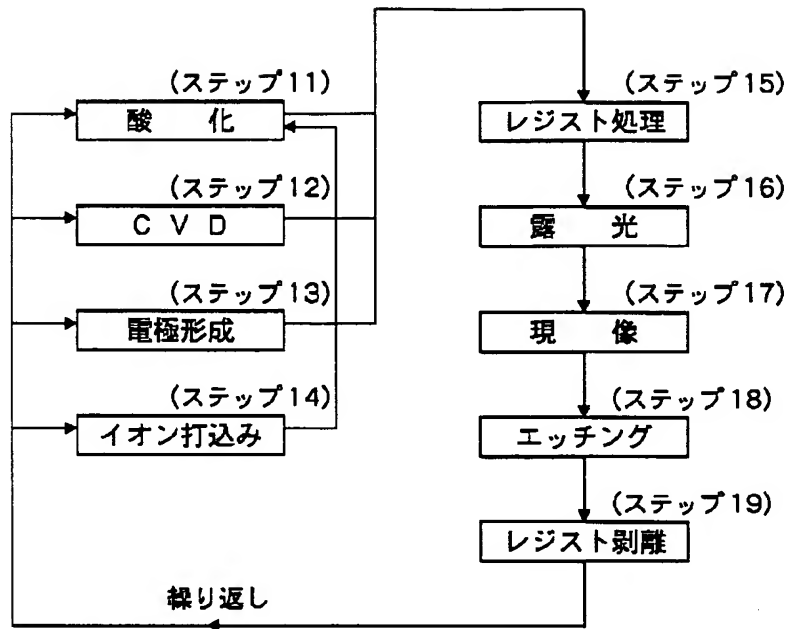 (ステップ11)
酸 化
(ステップ12)
C V D
(ステップ13)
電極形成
(ステップ14)
イオン打込み
(ステップ15)
レジスト処理
(ステップ16)
露 光
(ステップ17)
現 像
(ステップ18)
エッチング
(ステップ19)
レジスト剥離
繰り返し